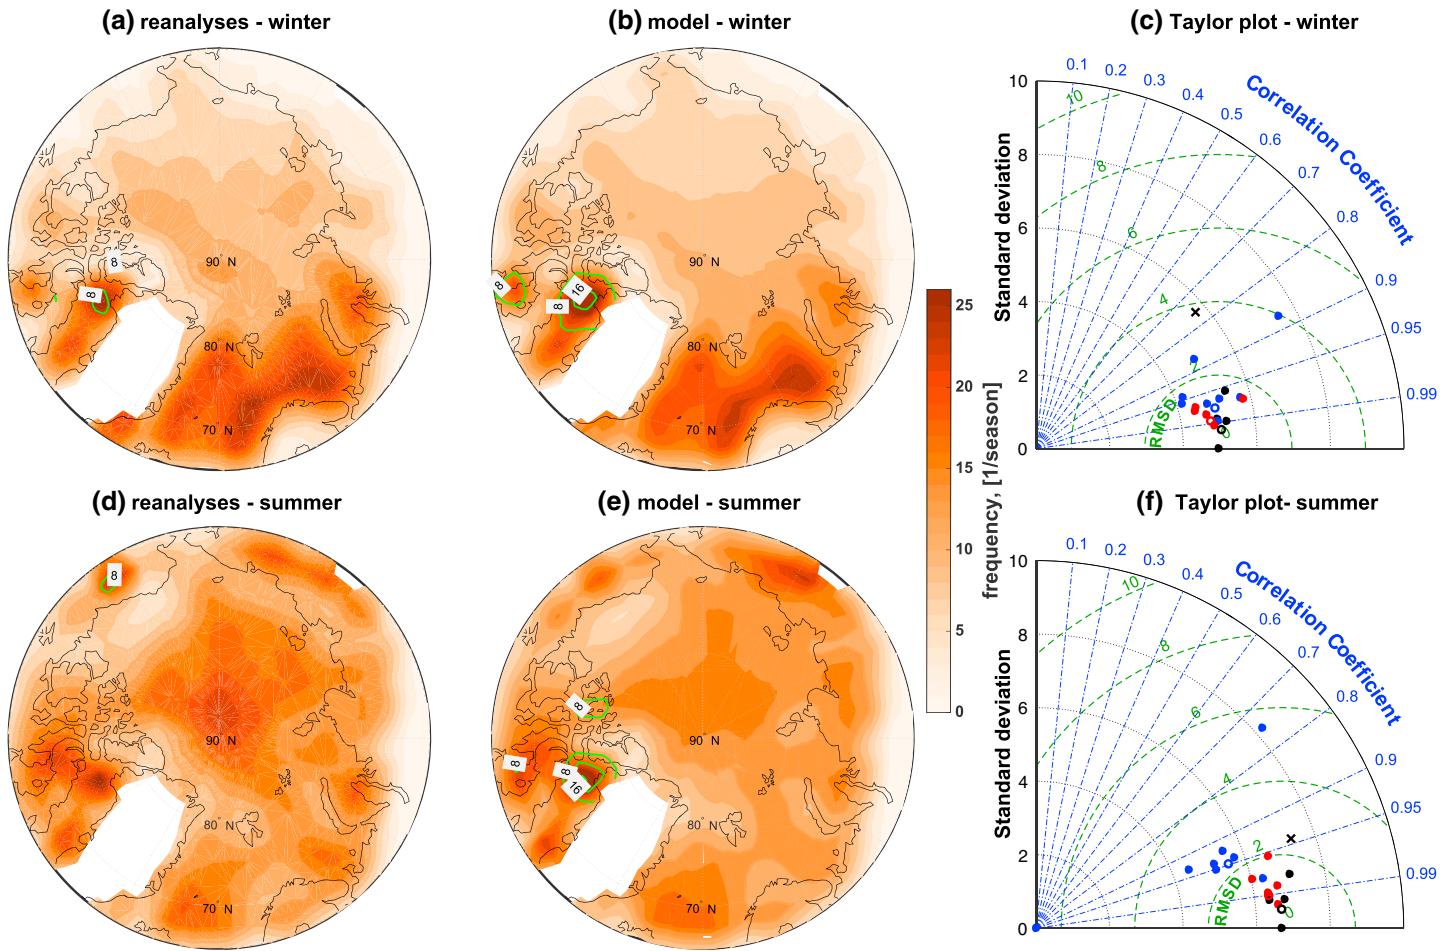 (a) reanalyses - winter
8
8
90° N
80° N
70° N
(b) model - winter
8
16
8
90° N
80° N
70° N
25
20
15
10
5
0
frequency, [1/season]
(c) Taylor plot - winter
Standard deviation
10
8
6
4
2
0
0.1
0.2
0.3
0.4
0.5
0.6
0.7
0.8
0.9
0.95
0.99
Correlation Coefficient
10
8
6
4
2
0
RMSD
(d) reanalyses - summer
8
90° N
80° N
70° N
(e) model - summer
8
8
8
16
90° N
80° N
70° N
(f) Taylor plot- summer
Standard deviation
10
8
6
4
2
0
0.1
0.2
0.3
0.4
0.5
0.6
0.7
0.8
0.9
0.95
0.99
Correlation Coefficient
10
8
6
4
2
0
RMSD